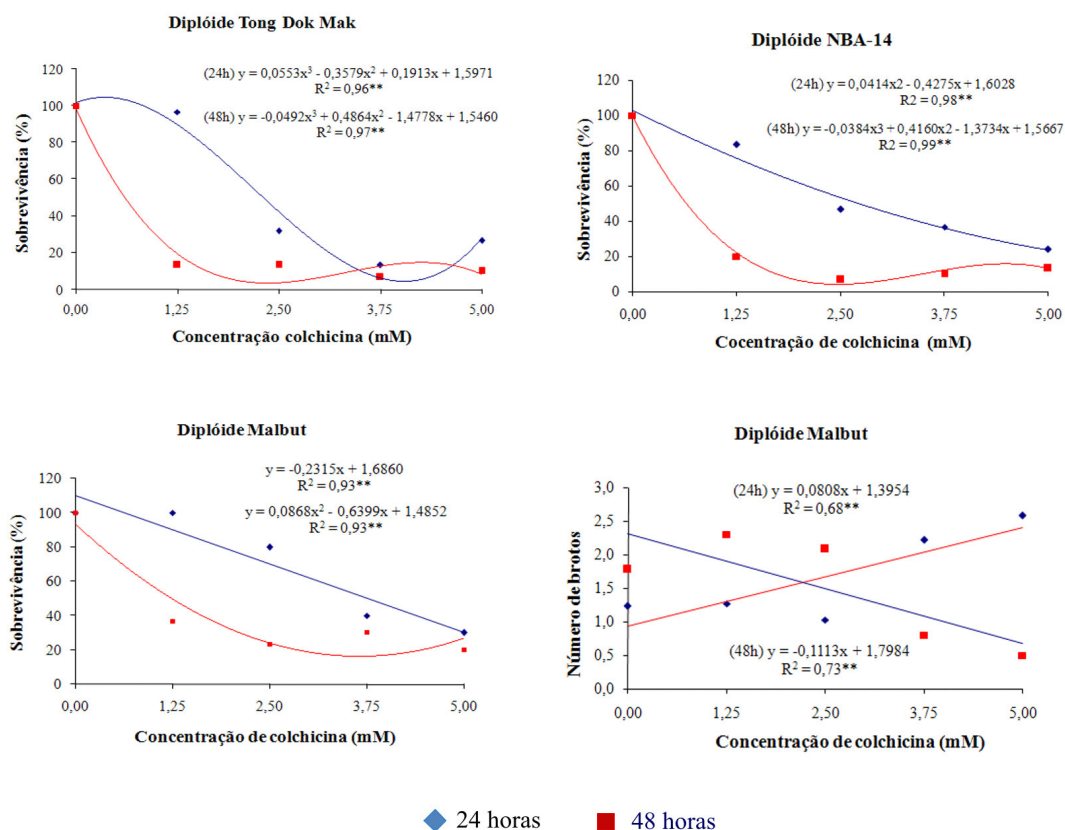 Diplóide Tong Dok Mak
(24h) y = 0,0553x³ - 0,3579x² + 0,1913x + 1,5971
R² = 0,96**
(48h) y = -0,0492x³ + 0,4864x² - 1,4778x + 1,5460
R² = 0,97**
Sobrevivência (%)
120
100
80
60
40
20
0
0,00 1,25 2,50 3,75 5,00
Concentração colchicina (mM)
Diplóide NBA-14
(24h) y = 0,0414x2 - 0,4275x + 1,6028
R2 = 0,98**
(48h) y = -0,0384x3 + 0,4160x2 - 1,3734x + 1,5667
R2 = 0,99**
Sobrevivência (%)
120
100
80
60
40
20
0
0,00 1,25 2,50 3,75 5,00
Cocentração de colchicina (mM)
Diplóide Malbut
y = -0,2315x + 1,6860
R² = 0,93**
y = 0,0868x² - 0,6399x + 1,4852
R² = 0,93**
Sobrevivência (%)
120
100
80
60
40
20
0
0,00 1,25 2,50 3,75 5,00
Concentração de colchicina (mM)
Diplóide Malbut
(24h) y = 0,0808x + 1,3954
R² = 0,68**
(48h) y = -0,1113x + 1,7984
R² = 0,73**
Número de brotos
3,0
2,5
2,0
1,5
1,0
0,5
0,0
0,00 1,25 2,50 3,75 5,00
Concentração de colchicina (mM)
24 horas 48 horas